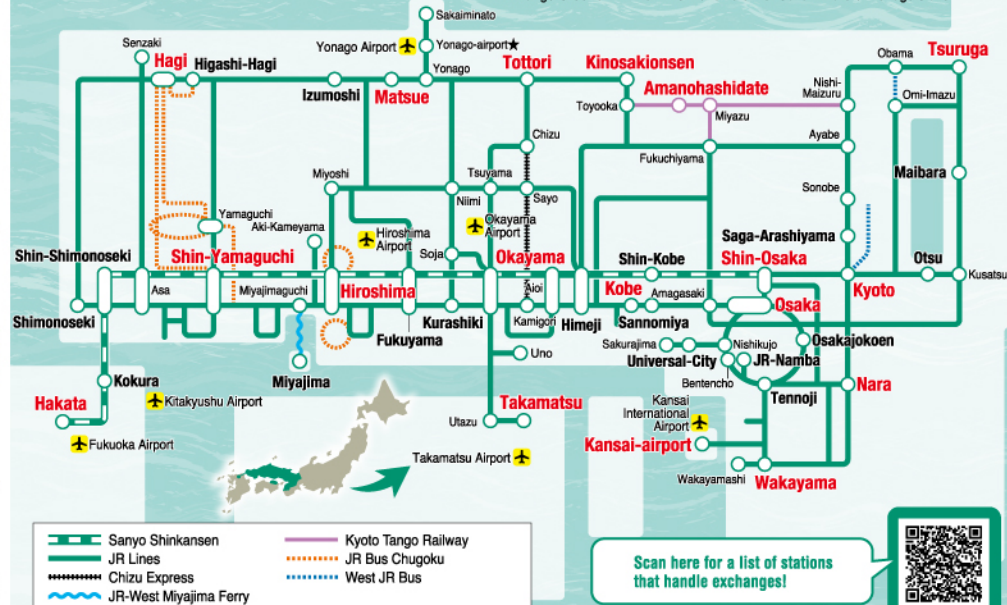 Sakaiminato
Senzaki
Yonago Airport
Yonago-airport★
Obama
Tsuruga
Hagi
Higashi-Hagi
Yonago
Tottori
Kinosakionsen
Izumoshi
Matsue
Amanohashidate
Nishi-
Maizuru
Omi-Imazu
Toyooka
Miyazu
Chizu
Ayabe
Fukuchiyama
Miyoshi
Tsuyama
Maibara
Niimi
Sayo
Sonobe
Yamaguchi
Aki-Kameyama
Okayama
Airport
Hiroshima
Airport
Saga-Arashiyama
Shin-Shimonoseki
Shin-Yamaguchi
Soja
Okayama
Shin-Kobe
Shin-Osaka
Otsu
Kusatsu
Asa
Miyajimaguchi
Hiroshima
Aioi
Kobe
Amagasaki
Kyoto
Osaka
Shimonoseki
Fukuyama
Kurashiki
Kamigori
Himeji
Sannomiya
Sakurajima
Nishikujo
Osakajokoen
Universal-City
JR-Namba
Uno
Miyajima
Bentencho
Tennoji
Nara
Kokura
Hakata
Kitakyushu Airport
Utazu
Takamatsu
Kansai
International
Airport
Fukuoka Airport
Kansai-airport
Takamatsu Airport
Wakayamashi
Wakayama
Sanyo Shinkansen
JR Lines
Chizu Express
JR-West Miyajima Ferry
Kyoto Tango Railway
JR Bus Chugoku
West JR Bus
Scan here for a list of stations
that handle exchanges!